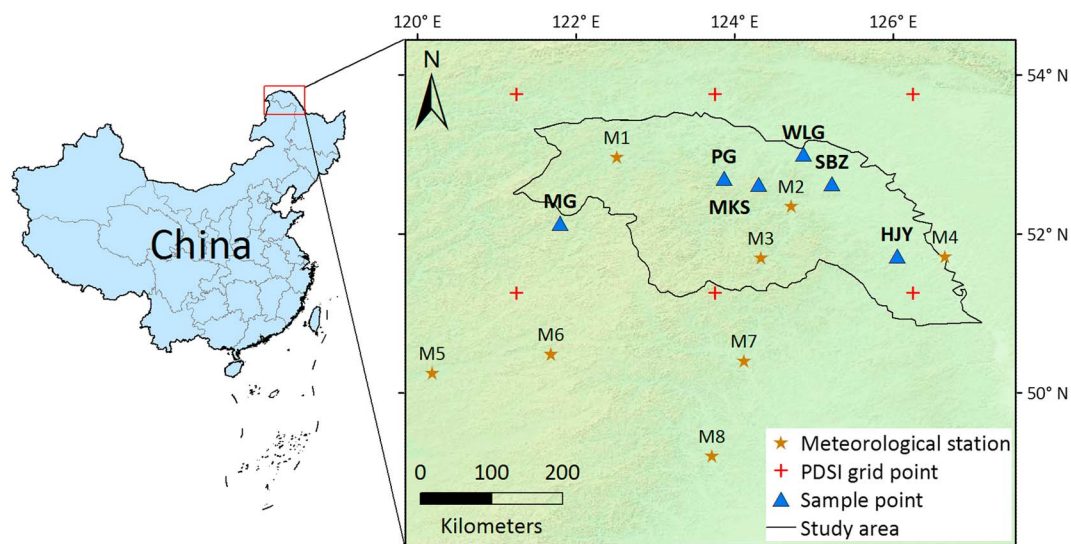 120° E 122° E 124° E 126° E
N
54° N
M1
WLG
PG
SBZ
M2
MG
MKS
China
52° N
HJY
M4
M3
M6
M7
M5
50° N
M8
Meteorological station
0 100 200
PDSI grid point
Sample point
Kilometers
Study area